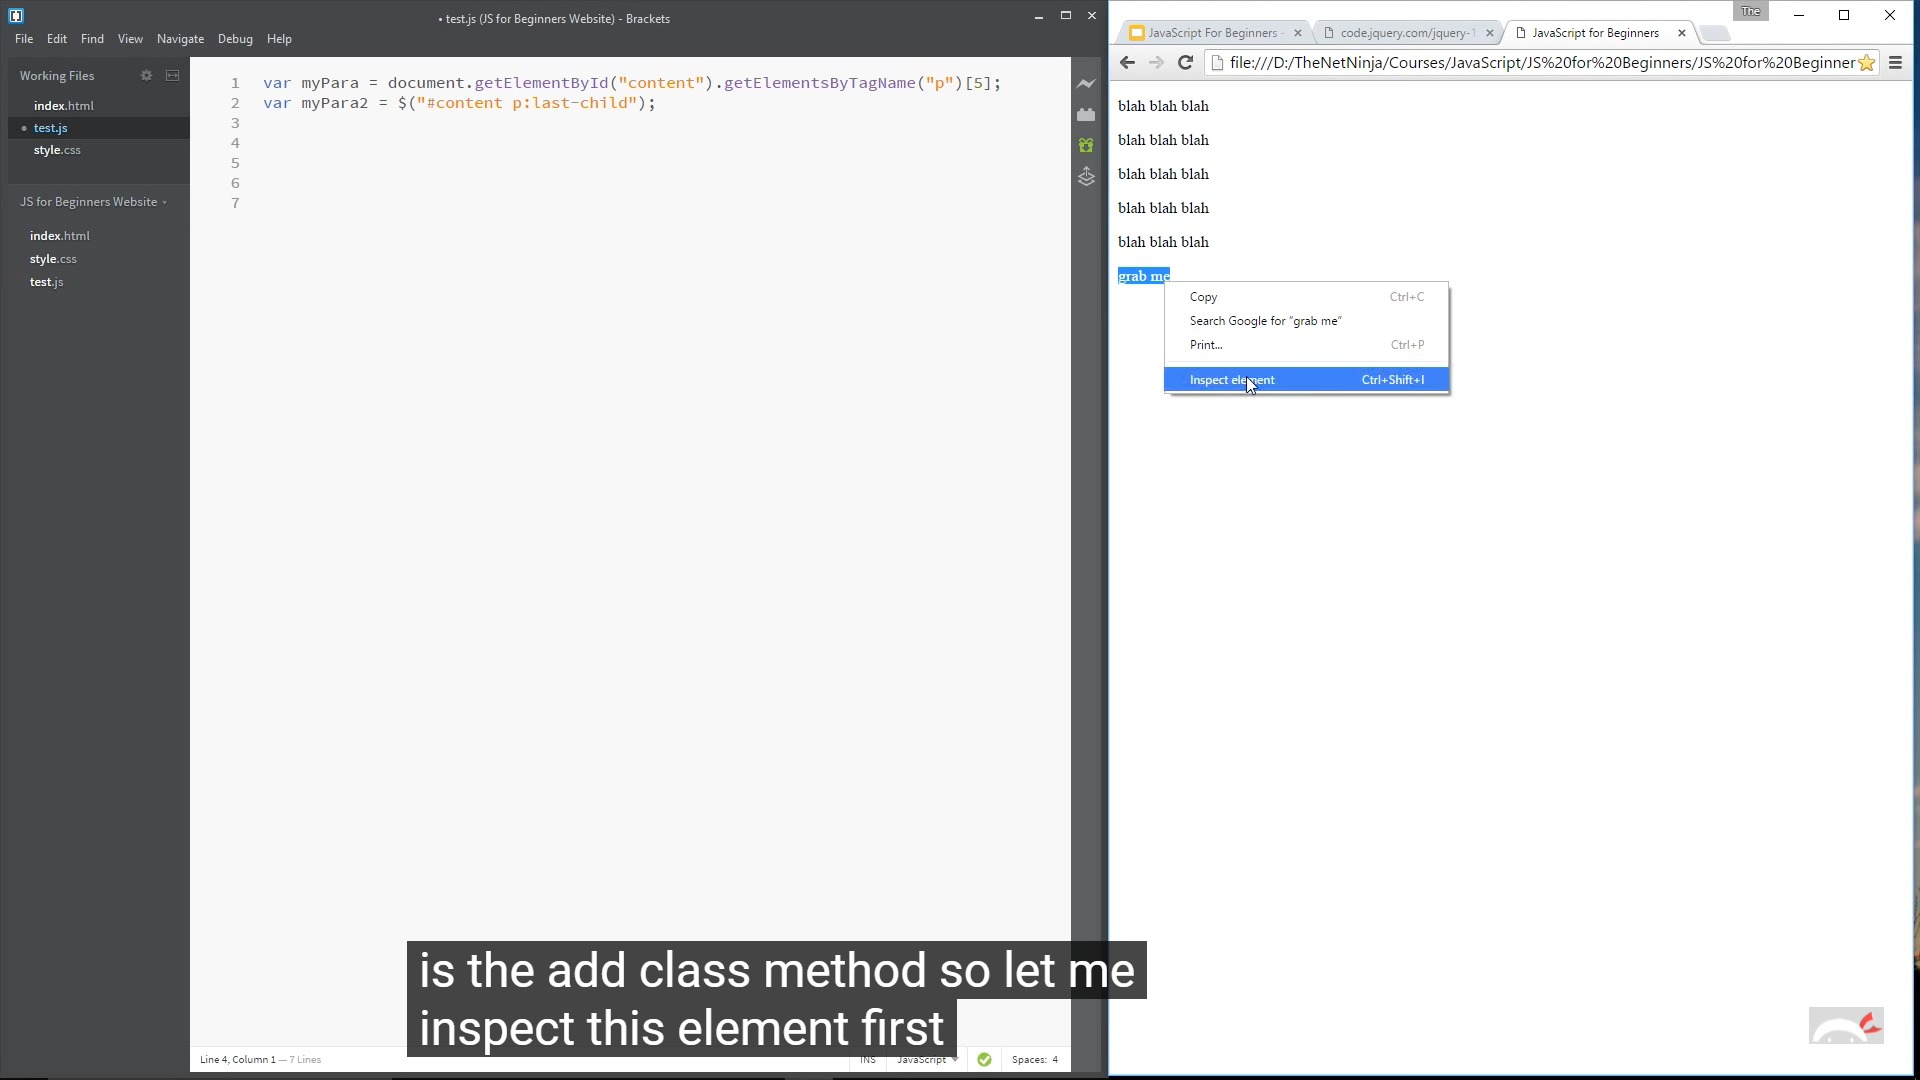 • test.js (JS for Beginners Website) - Brackets
File Edit Find View Navigate Debug Help
Working Files
index.html
• test.js
style.css
JS for Beginners Website
index.html
style.css
test.js
1 var myPara = document.getElementById("content").getElementsByTagName("p")[5];
2 var myPara2 = $("#content p:last-child");
3
4
5
6
7
Line 4, Column 1 — 7 Lines
INS JavaScript Spaces: 4
The
JavaScript For Beginners - code.jquery.com/jquery-1 JavaScript for Beginners
file:///D:/TheNetNinja/Courses/JavaScript/JS%20for%20Beginners/JS%20for%20Beginner
blah blah blah
blah blah blah
blah blah blah
blah blah blah
blah blah blah
grab me
Copy Ctrl+C
Search Google for “grab me”
Print... Ctrl+P
Inspect element Ctrl+Shift+I
is the add class method so let me
inspect this element first